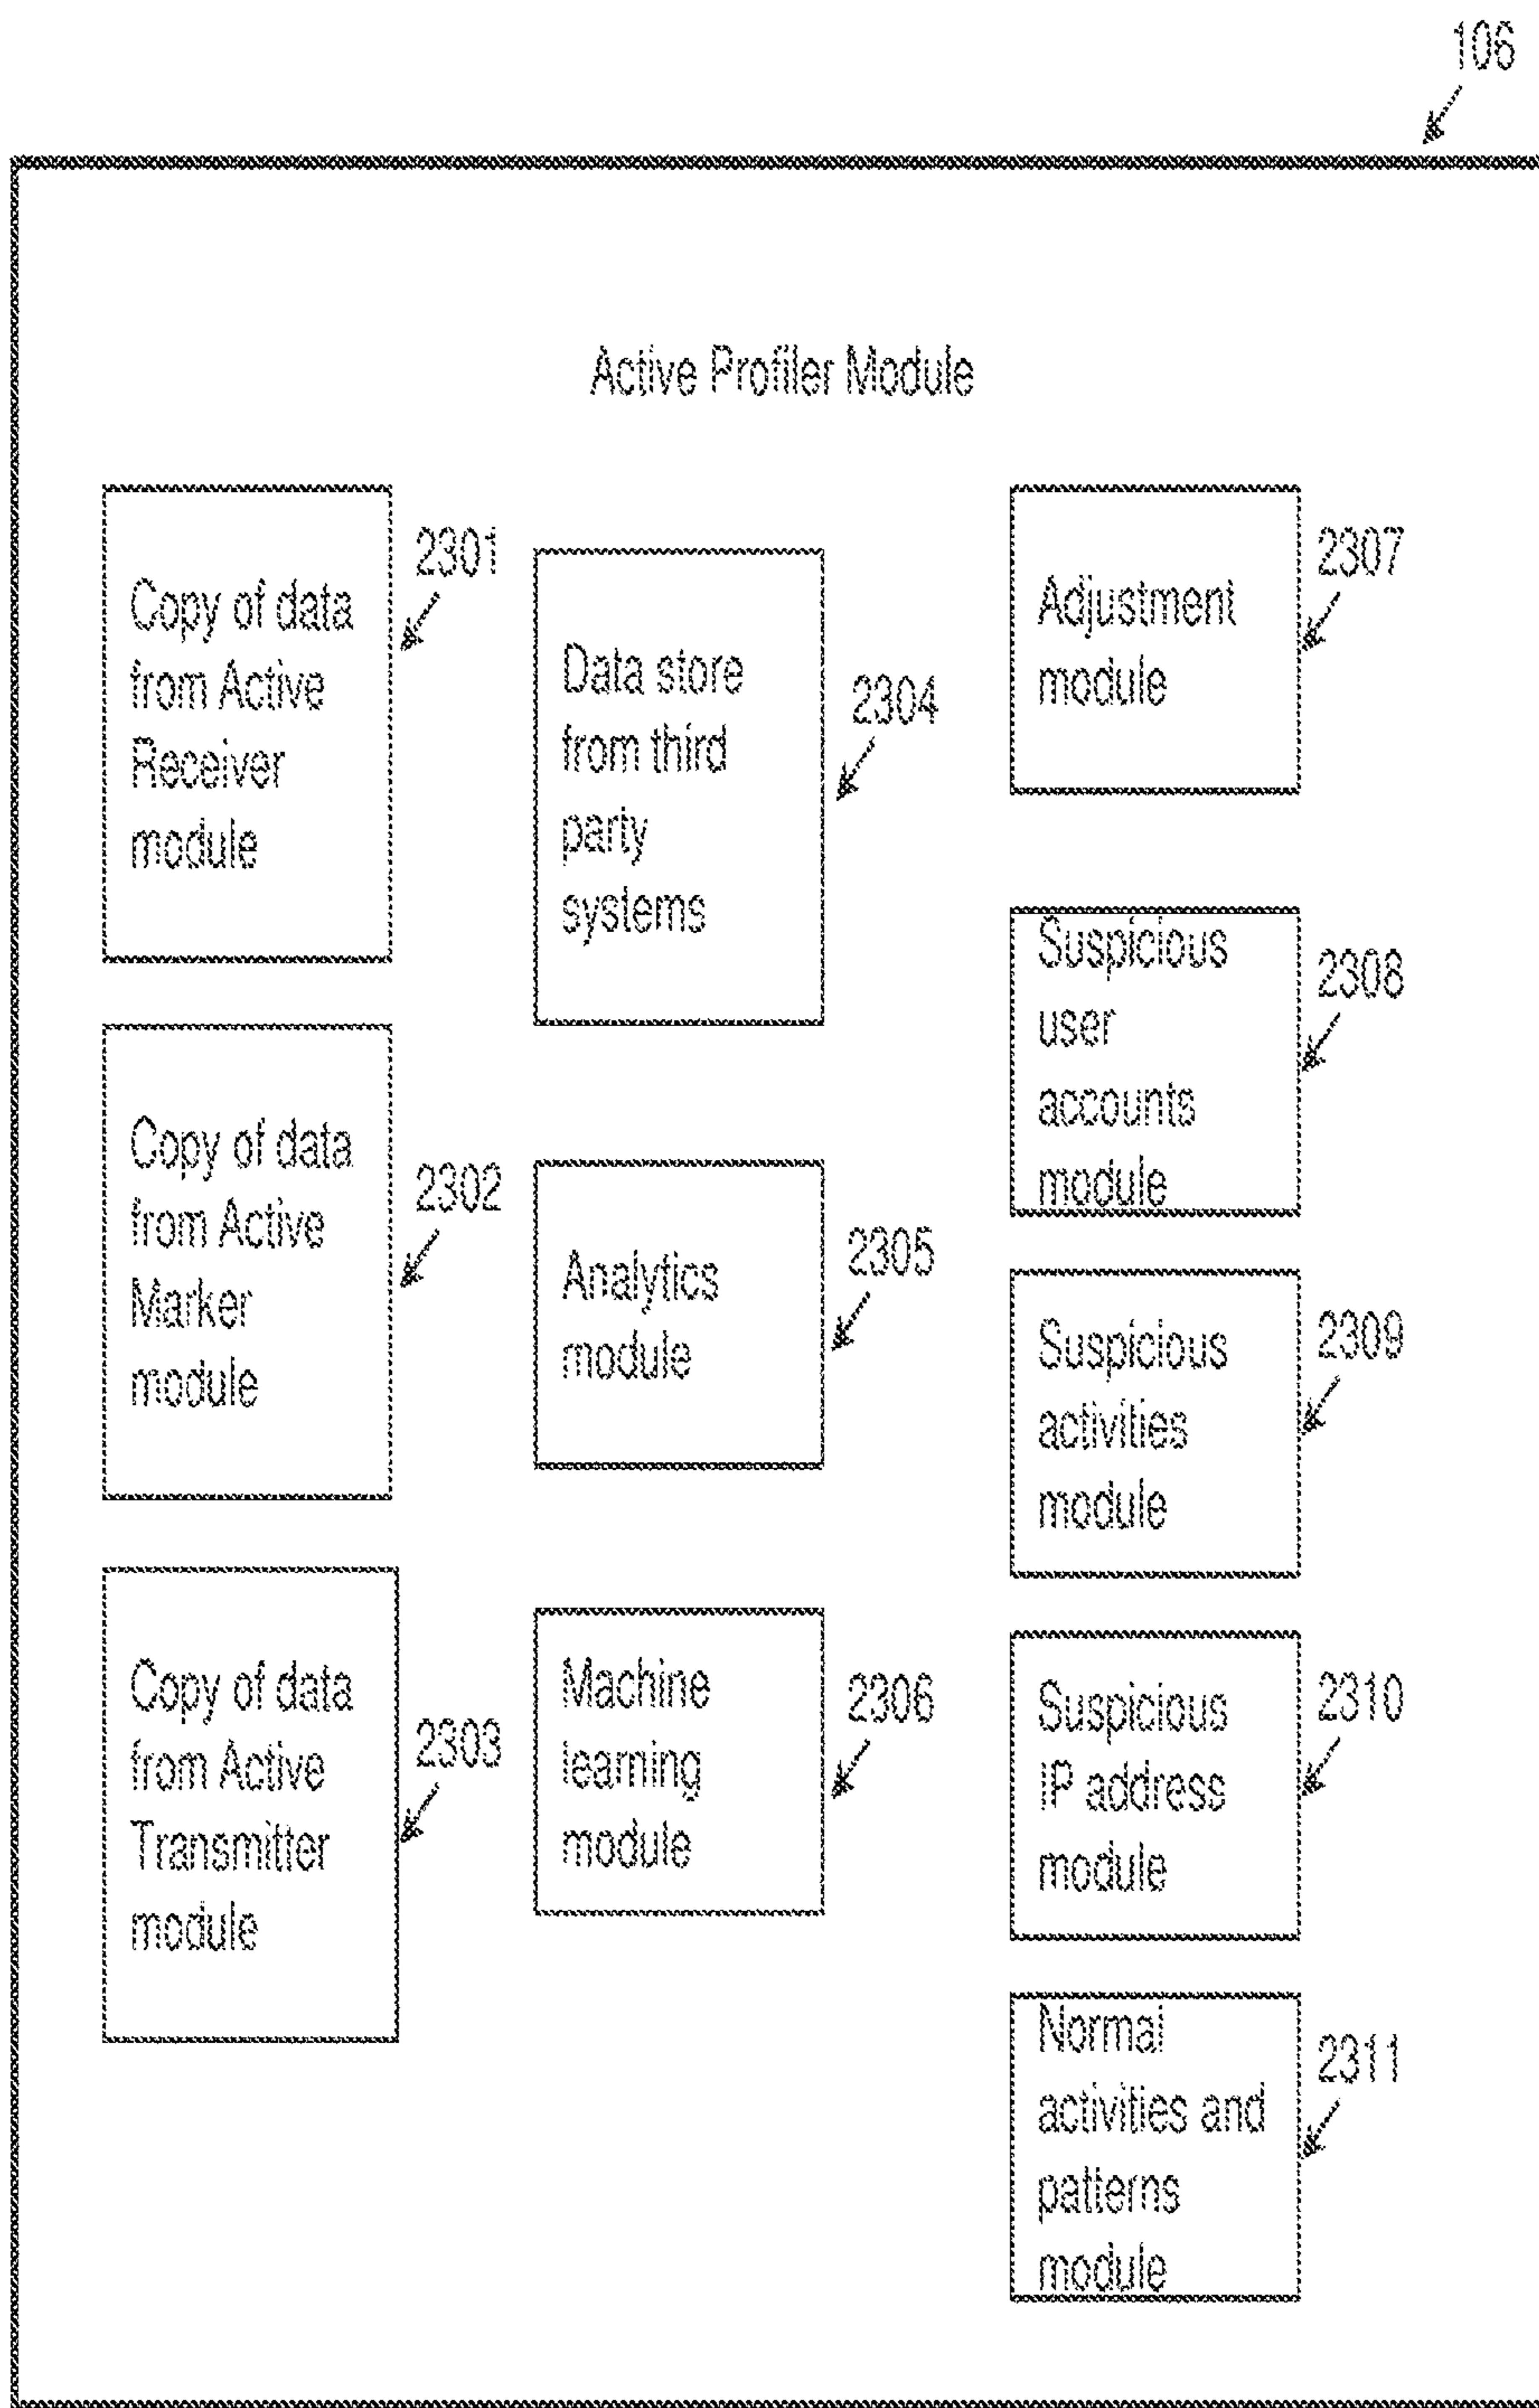 106
Active Profiler Module
Copy of data
from Active
Receiver
module
2301
Copy of data
from Active
Marker
module
2302
Copy of data
from Active
Transmitter
module
2303
Data store
from third
party
systems
2304
Analytics
module
2305
Machine
learning
module
2306
Adjustment
module
2307
Suspicious
user
accounts
module
2308
Suspicious
activities
module
2309
Suspicious
IP address
module
2310
Normal
activities and
patterns
module
2311